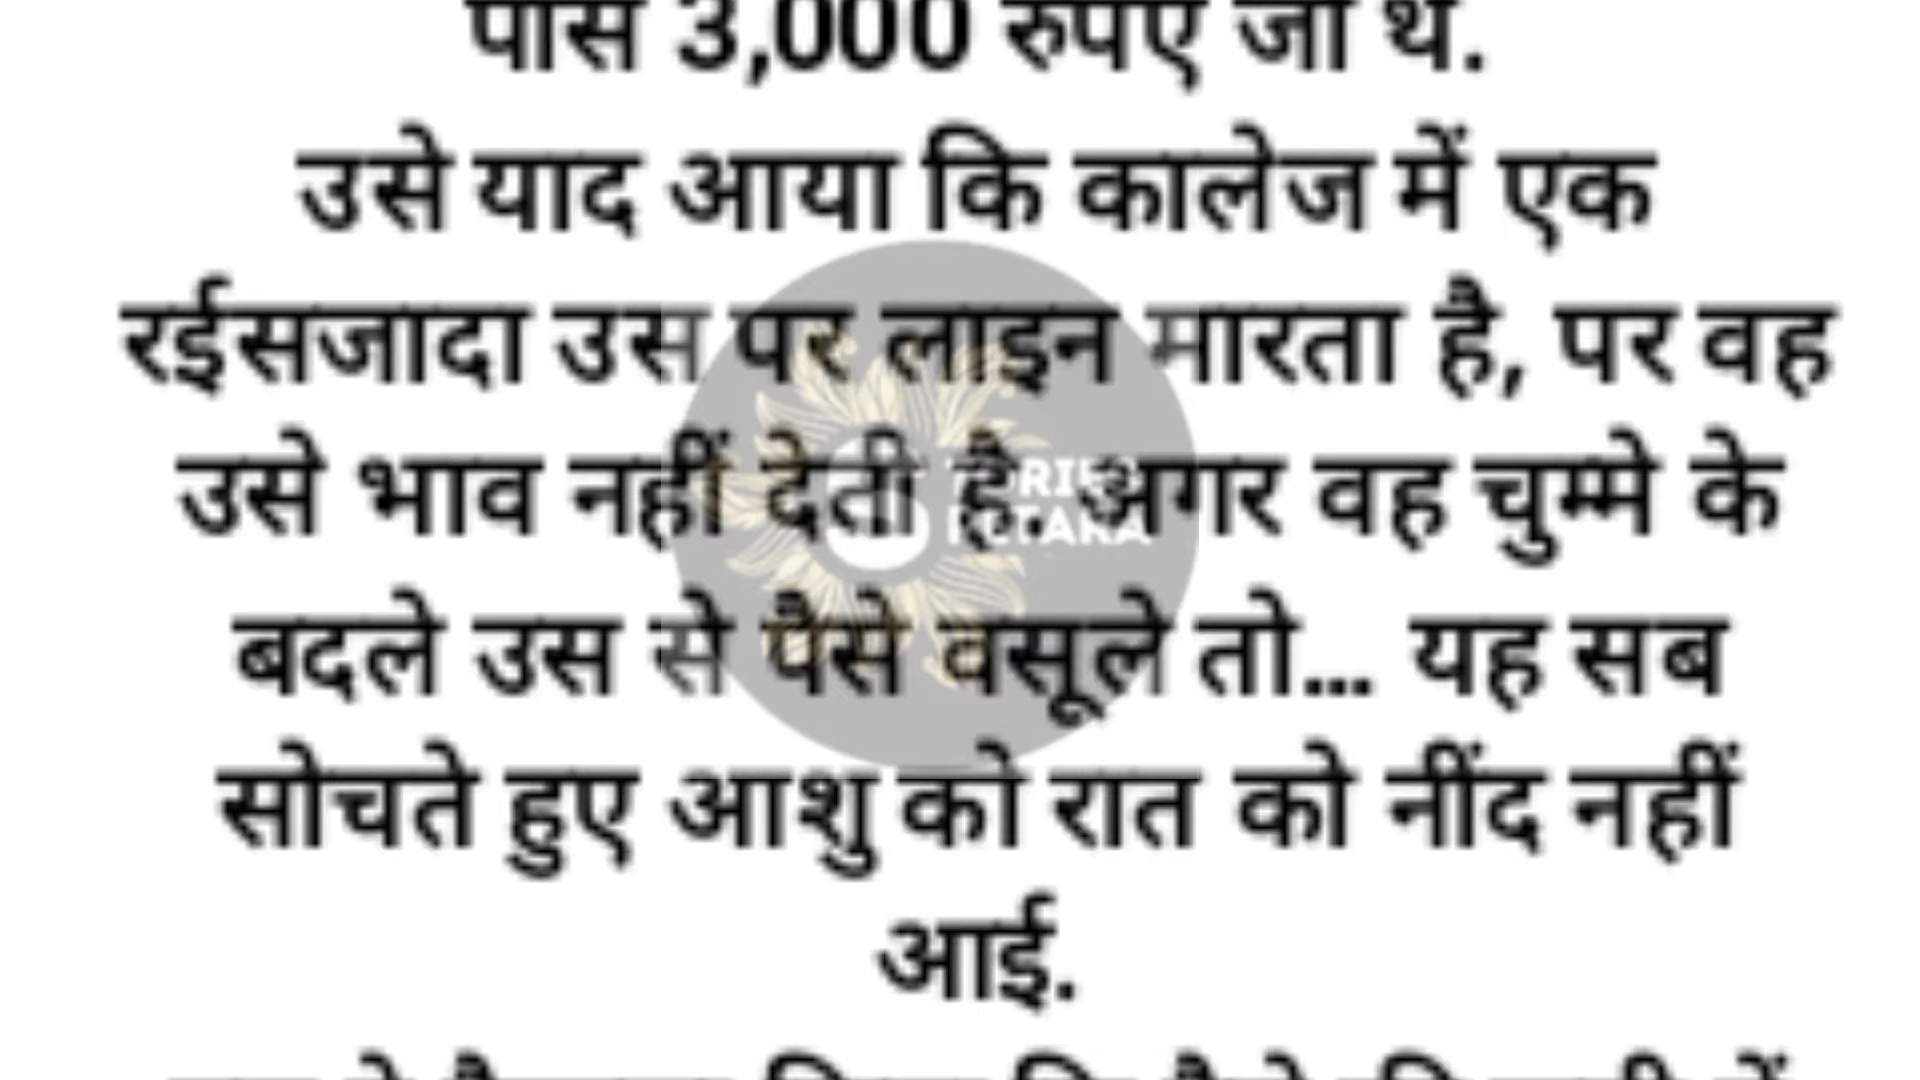 पास 3,000 रुपए जो थे.
उसे याद आया कि कालेज में एक
रईसजादा उस पर लाइन मारता है, पर वह
उसे भाव नहीं देती है. अगर वह चुम्मे के
बदले उस से पैसे वसूले तो... यह सब
सोचते हुए आशु को रात को नींद नहीं
आई.